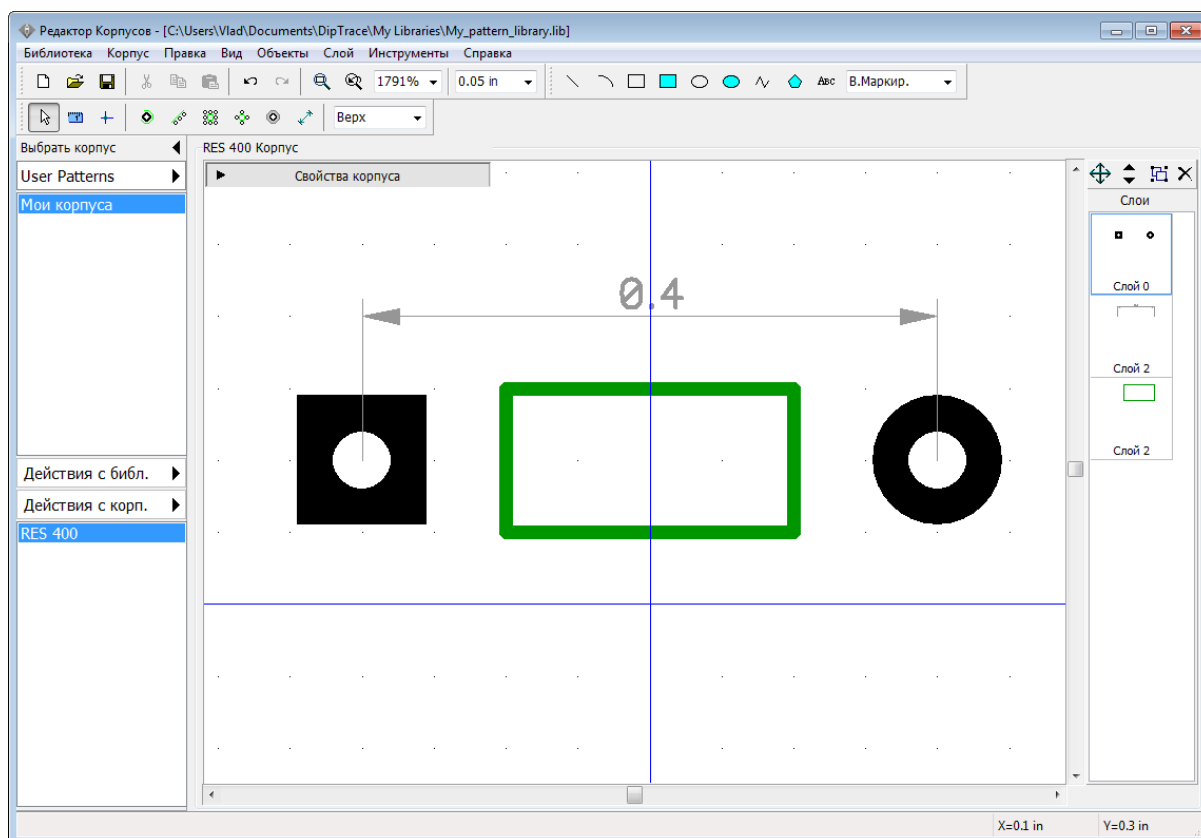 Редактор Корпусов - [C:\Users\Vlad\Documents\DipTrace\My Libraries\My_pattern_library.lib]
Библиотека Корпус Правка Вид Объекты Слой Инструменты Справка
1791% 0.05 in Авс В.Маркир.
Верх
Выбрать корпус
RES 400 Корпус
User Patterns
Свойства корпуса
Мои корпуса
Слои
Слой 0
0.4
Слой 2
Слой 2
Действия с библ.
Действия с корп.
RES 400
X=0.1 in Y=0.3 in